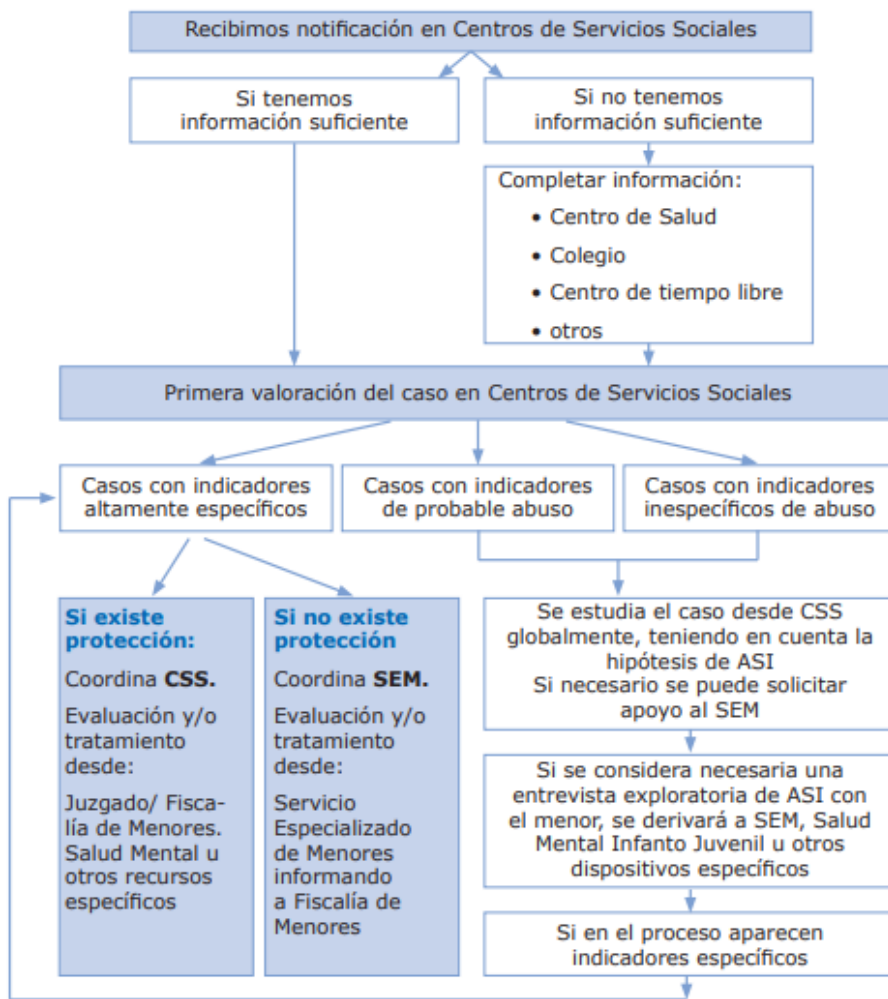 Recibimos notificación en Centros de Servicios Sociales
Si tenemos
información suficiente
Si no tenemos
información suficiente
Completar información:
• Centro de Salud
• Colegio
• Centro de tiempo libre
• otros
Primera valoración del caso en Centros de Servicios Sociales
Casos con indicadores
altamente específicos
Casos con indicadores
de probable abuso
Casos con indicadores
inespecíficos de abuso
Si existe
protección:
Coordina CSS.
Evaluación y/o
tratamiento
desde:
Juzgado/ Fisca-
lía de Menores.
Salud Mental u
otros recursos
específicos
Si no existe
protección
Coordina SEM.
Evaluación y/o
tratamiento
desde:
Servicio
Especializado
de Menores
informando
a Fiscalía de
Menores
Se estudia el caso desde CSS
globalmente, teniendo en cuenta la
hipótesis de ASI
Si necesario se puede solicitar
apoyo al SEM
Si se considera necesaria una
entrevista exploratoria de ASI con
el menor, se derivará a SEM, Salud
Mental Infanto Juvenil u otros
dispositivos específicos
Si en el proceso aparecen
indicadores específicos